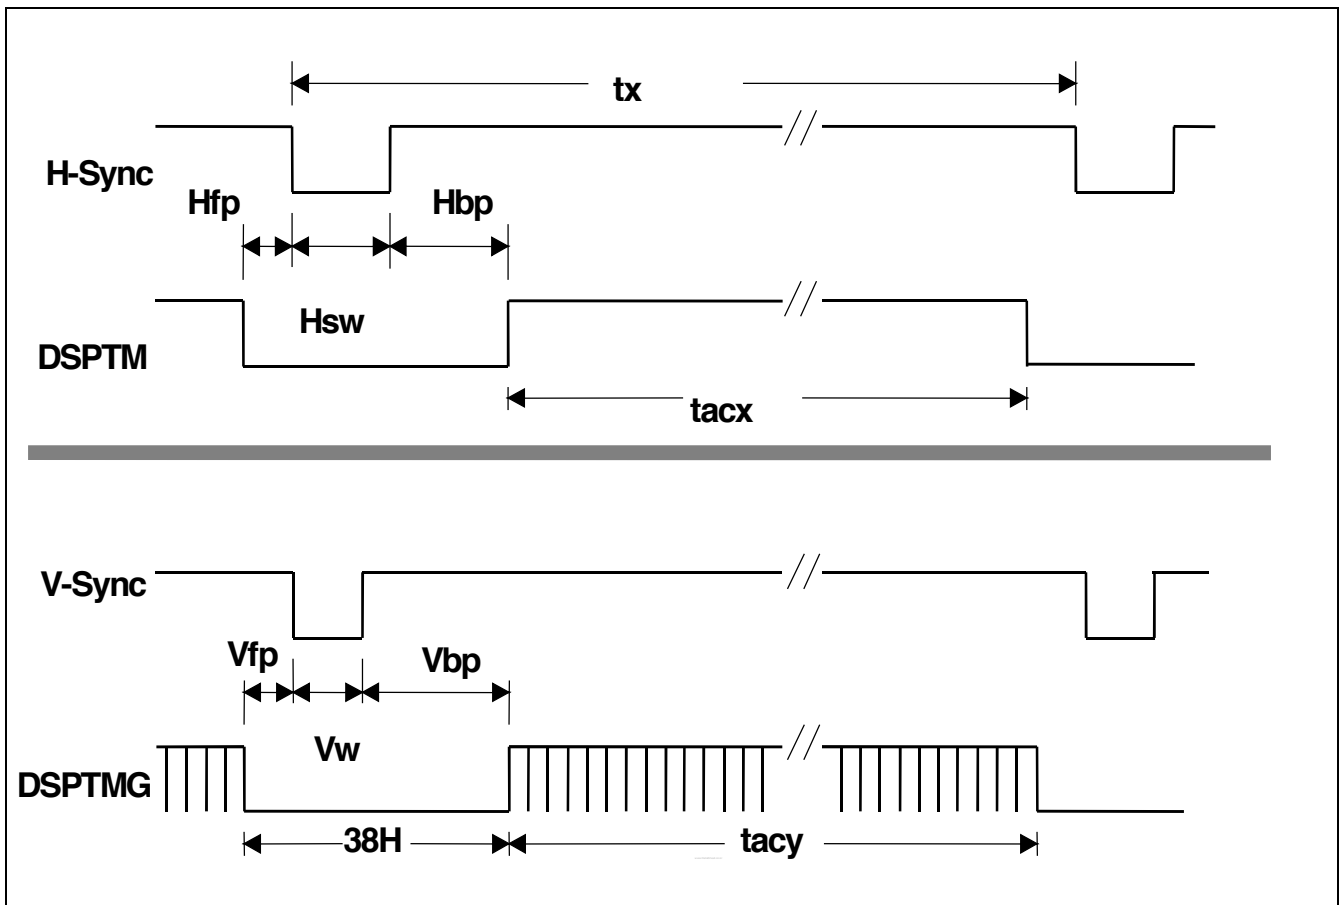 tx
H-Sync
Hfp
Hbp
Hsw
DSPTM
tacx
V-Sync
Vfp
Vbp
Vw
DSPTMG
38H
tacy